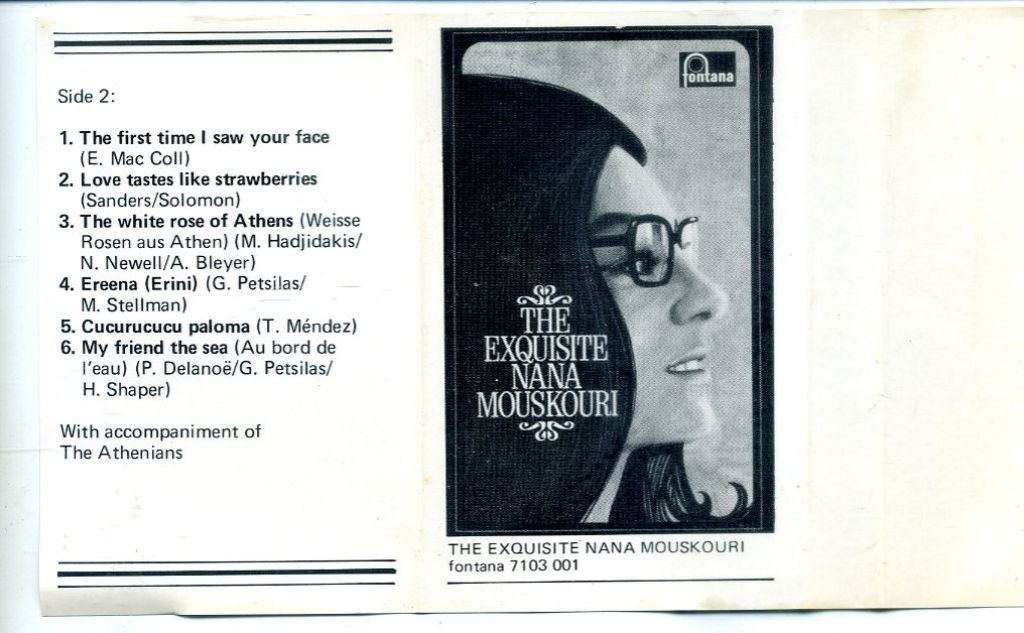 Side 2:
1. The first time I saw your face
(E. Mac Coll)
2. Love tastes like strawberries
(Sanders/Solomon)
3. The white rose of Athens (Weisse
Rosen aus Athen) (M. Hadjidakis/
N. Newell/A. Bleyer)
4. Ereena (Erini) (G. Petsilas/
M. Stellman)
5. Cucurucucu paloma (T. Méndez)
6. My friend the sea (Au bord de
l'eau) (P. Delanoë/G. Petsilas/
H. Shaper)
With accompaniment of
The Athenians
fontana
THE
EXQUISITE
NANA
MOUSKOURI
THE EXQUISITE NANA MOUSKOURI
fontana 7103 001